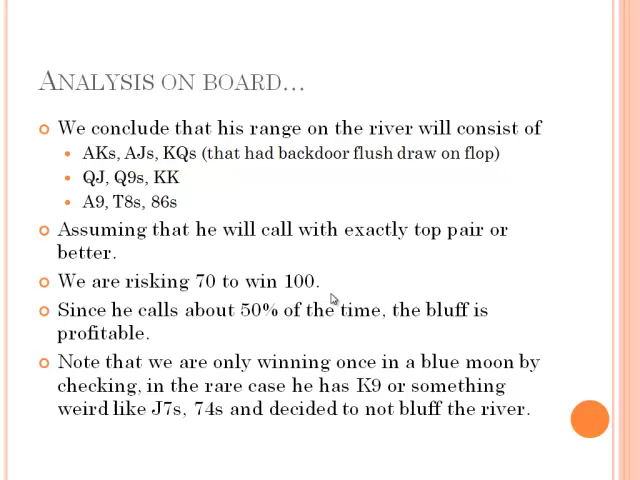 ANALYSIS ON BOARD…
We conclude that his range on the river will consist of
AKs, AJs, KQs (that had backdoor flush draw on flop)
QJ, Q9s, KK
A9, T8s, 86s
Assuming that he will call with exactly top pair or
better.
We are risking 70 to win 100.
Since he calls about 50% of the time, the bluff is
profitable.
Note that we are only winning once in a blue moon by
checking, in the rare case he has K9 or something
weird like J7s, 74s and decided to not bluff the river.